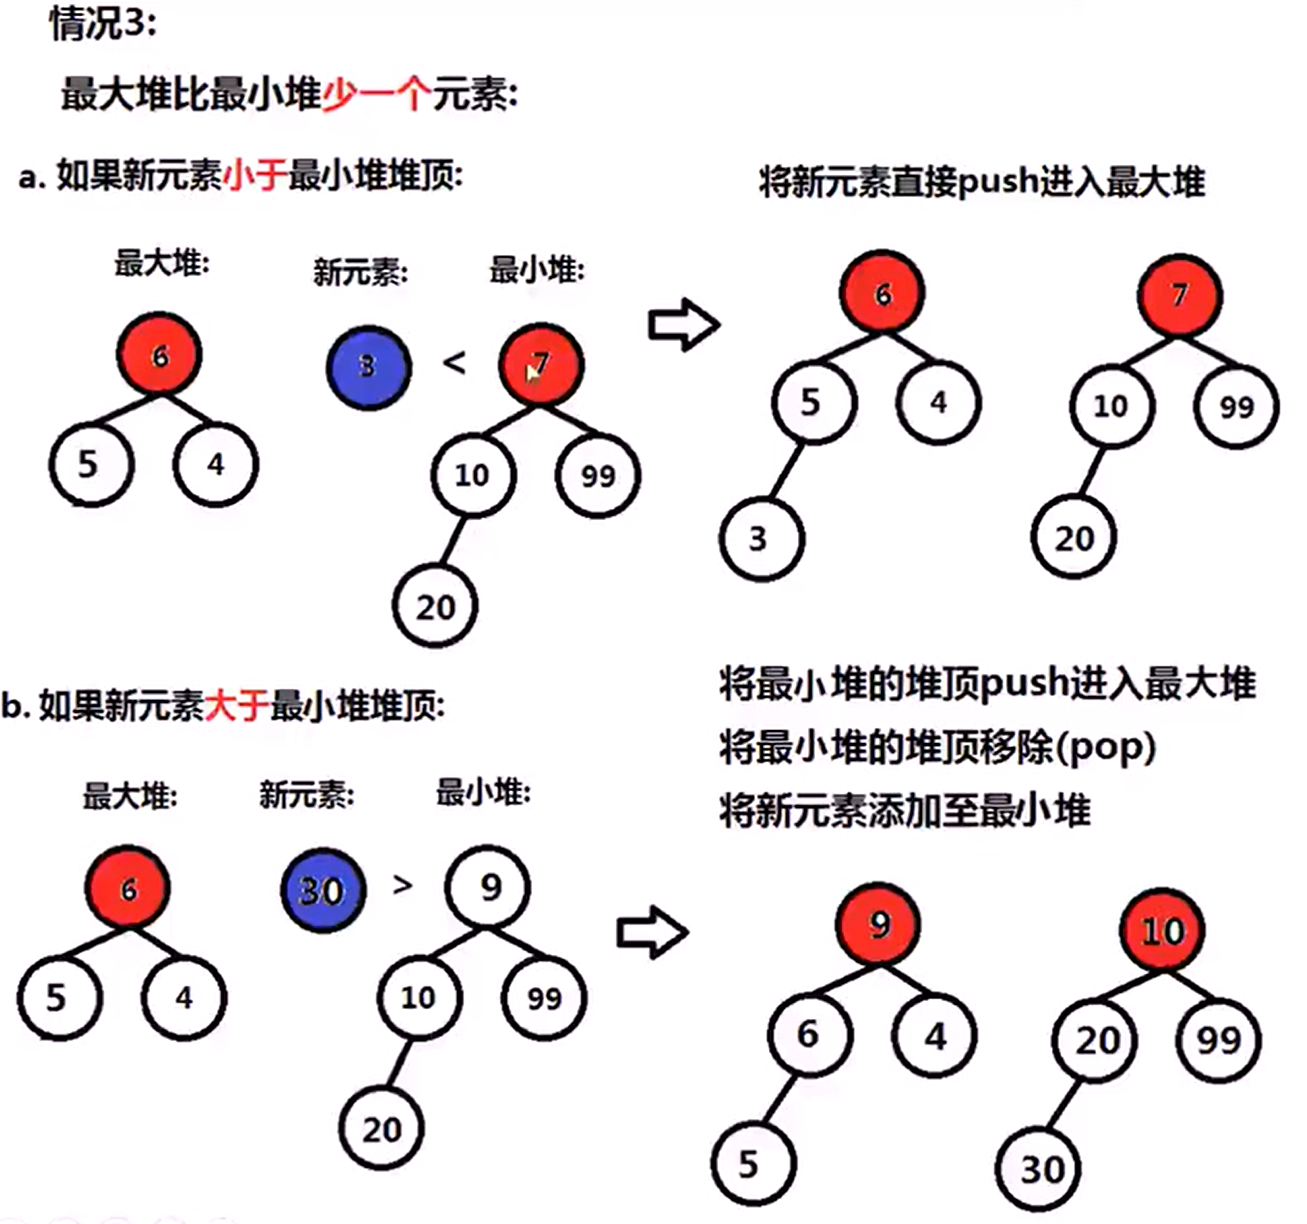 情况3:
最大堆比最小堆少一个元素:
a. 如果新元素小于最小堆堆顶:
将新元素直接push进入最大堆
最大堆:
新元素:
最小堆:
6
5
4
3
<
7
10
99
20
6
5
4
3
7
10
99
20
b. 如果新元素大于最小堆堆顶:
将最小堆的堆顶push进入最大堆
将最小堆的堆顶移除(pop)
将新元素添加至最小堆
最大堆:
新元素:
最小堆:
6
5
4
30
>
9
10
99
20
9
6
4
5
10
20
99
30